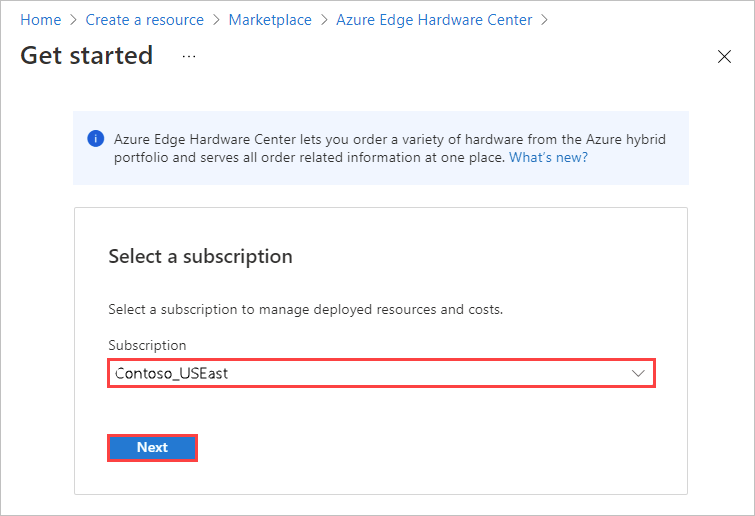 Home > Create a resource > Marketplace > Azure Edge Hardware Center >
Get started ...
Azure Edge Hardware Center lets you order a variety of hardware from the Azure hybrid
portfolio and serves all order related information at one place. What's new?
Select a subscription
Select a subscription to manage deployed resources and costs.
Subscription
Contoso_USEast
Next